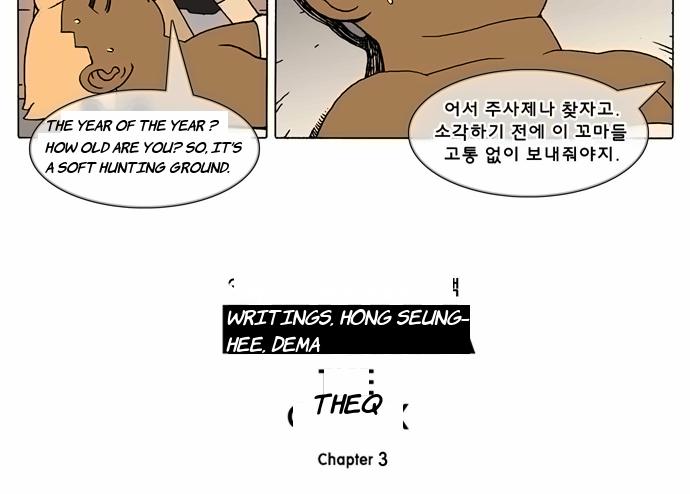 THE YEAR OF THE YEAR ?
HOW OLD ARE YOU? SO, IT'S
A SOFT HUNTING GROUND.
어서 주사제나 찾자고.
소각하기 전에 이 꼬마들
고통 없이 보내줘야지.
WRITINGS, HONG SEUNG-
HEE, DEMA
THEQ
Chapter 3